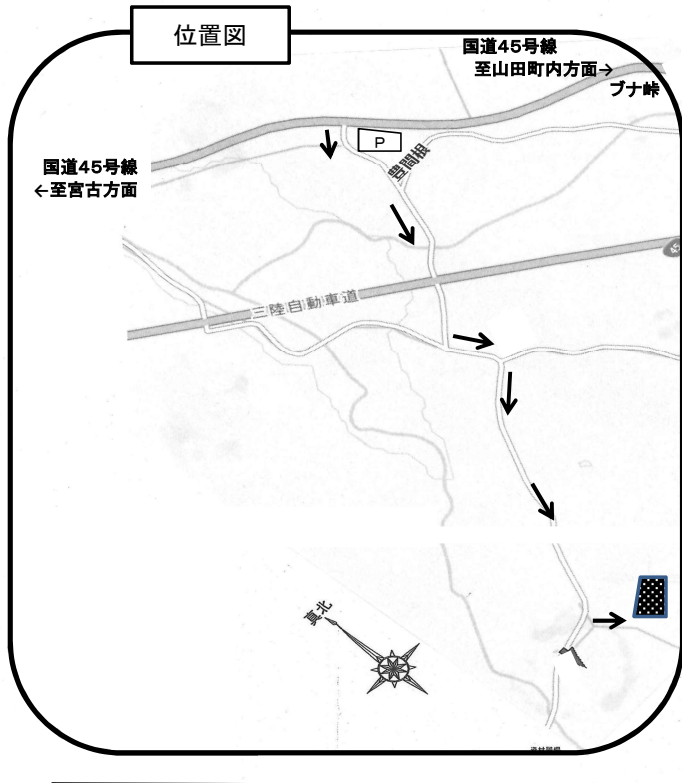 位置図
国道45号線
至山田町内方面→
ブナ峠
P
豊間根
国道45号線
←至宮古方面
三陸自動車道
真北